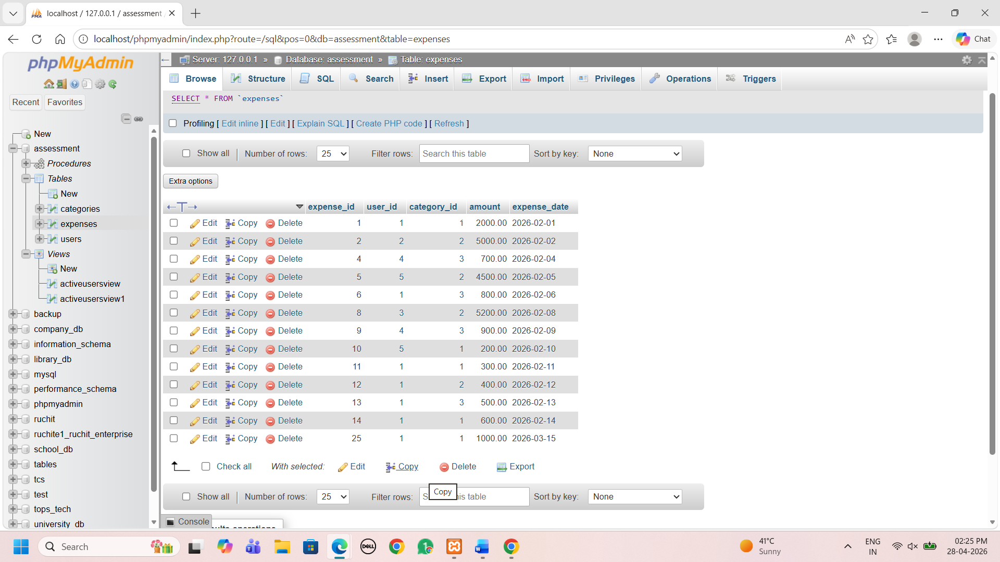 localhost / 127.0.0.1 / assessment
localhost/phpmyadmin/index.php?route=/sql&pos=0&db=assessment&table=expenses
Chat
phpMyAdmin
Recent
Favorites
New
assessment
Procedures
Tables
New
categories
expenses
users
Views
New
activeusersview
activeusersview1
backup
company_db
information_schema
library_db
mysql
performance_schema
phpmyadmin
ruchit
ruchite1_ruchit_enterprise
school_db
tables
tcs
test
tops_tech
university_db
Server: 127.0.0.1 » Database: assessment » Table: expenses
Browse Structure SQL Search Insert Export Import Privileges Operations Triggers
SELECT * FROM `expenses`
Profiling [ Edit inline ] [ Edit ] [ Explain SQL ] [ Create PHP code ] [ Refresh ]
Show all Number of rows: 25 Filter rows: Search this table Sort by key: None
Extra options
expense_id user_id category_id amount expense_date
Edit Copy Delete 1 1 1 2000.00 2026-02-01
Edit Copy Delete 2 2 2 5000.00 2026-02-02
Edit Copy Delete 4 4 3 700.00 2026-02-04
Edit Copy Delete 5 5 2 4500.00 2026-02-05
Edit Copy Delete 6 1 3 800.00 2026-02-06
Edit Copy Delete 8 3 2 5200.00 2026-02-08
Edit Copy Delete 9 4 3 900.00 2026-02-09
Edit Copy Delete 10 5 1 200.00 2026-02-10
Edit Copy Delete 11 1 1 300.00 2026-02-11
Edit Copy Delete 12 1 2 400.00 2026-02-12
Edit Copy Delete 13 1 3 500.00 2026-02-13
Edit Copy Delete 14 1 1 600.00 2026-02-14
Edit Copy Delete 25 1 1 1000.00 2026-03-15
Check all With selected: Edit Copy Delete Export
Copy
Show all Number of rows: 25 Filter rows: this table Sort by key: None
Console
operations
Search
DELL
41°C
Sunny
ENG
IN
02:25 PM
28-04-2026